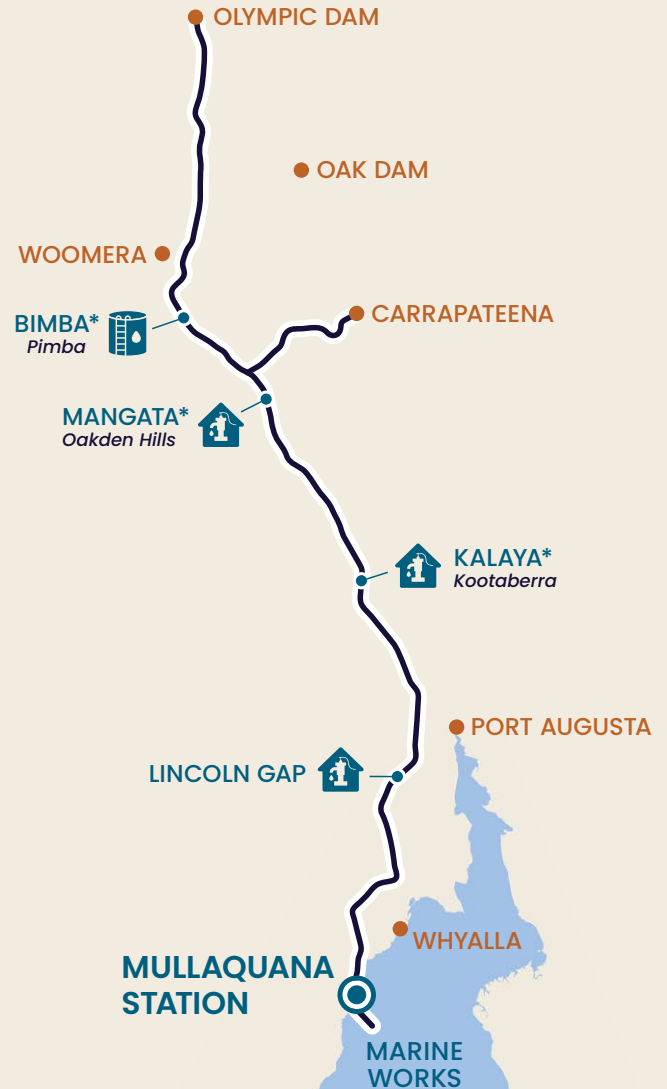 OLYMPIC DAM
OAK DAM
WOOMERA
CARRAPATEENA
BIMBA*
Pimba
MANGATA*
Oakden Hills
KALAYA*
Kootaberra
PORT AUGUSTA
LINCOLN GAP
WHYALLA
MULLAQUANA
STATION
MARINE
WORKS